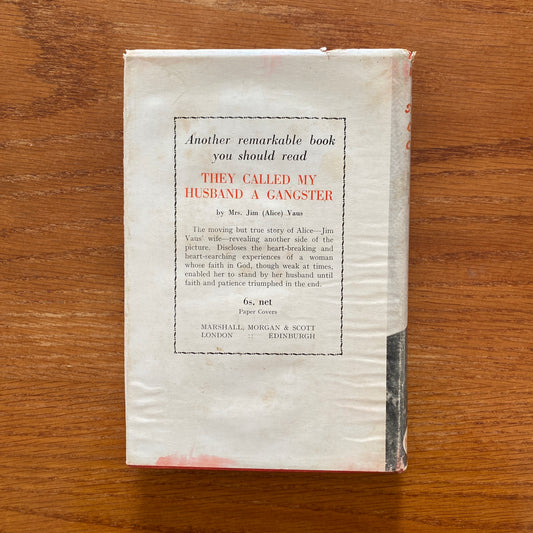 Another remarkable book
you should read
THEY CALLED MY
HUSBAND A GANGSTER
by Mrs. Jim (Alice) Vaus
The moving but true story of Alice—Jim
Vaus' wife—revealing another side of the
picture. Discloses the heart-breaking and
heart-searching experiences of a woman
whose faith in God, though weak at times,
enabled her to stand by her husband until
faith and patience triumphed in the end.
6s. net
Paper Covers
MARSHALL, MORGAN & SCOTT
LONDON :: EDINBURGH